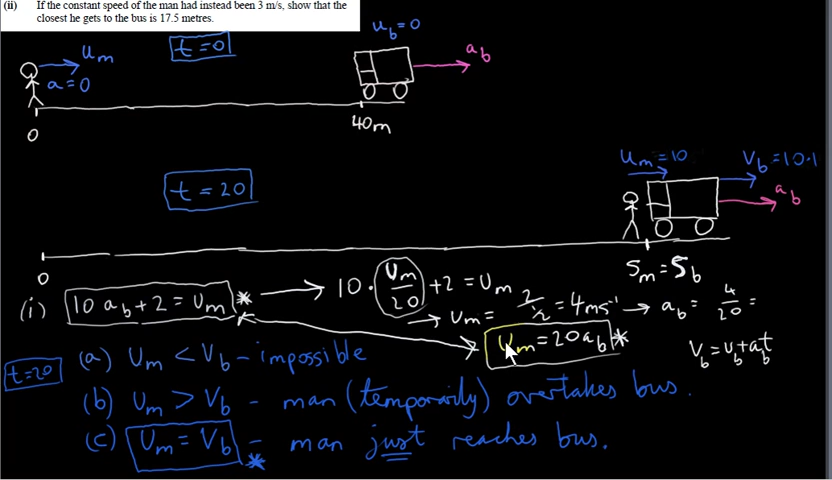 (ii) If the constant speed of the man had instead been 3 m/s, show that the
closest he gets to the bus is 17.5 metres.
t = 0
u_b = 0
u_m
a = 0
a_b
0
40m
t = 20
u_m = 10
V_b = 10.1
a_b
0
S_m = S_b
(i) 10 a_b + 2 = u_m * → 10 · u_m/20 + 2 = u_m
→ u_m = 2/½ = 4ms⁻¹ → a_b = 4/20 =
u_m = 20a_b *
V_b = u_b + a_b t
t = 20
(a) u_m < V_b - impossible
(b) u_m > V_b - man (temporarily) overtakes bus.
(c) u_m = V_b * - man just reaches bus.